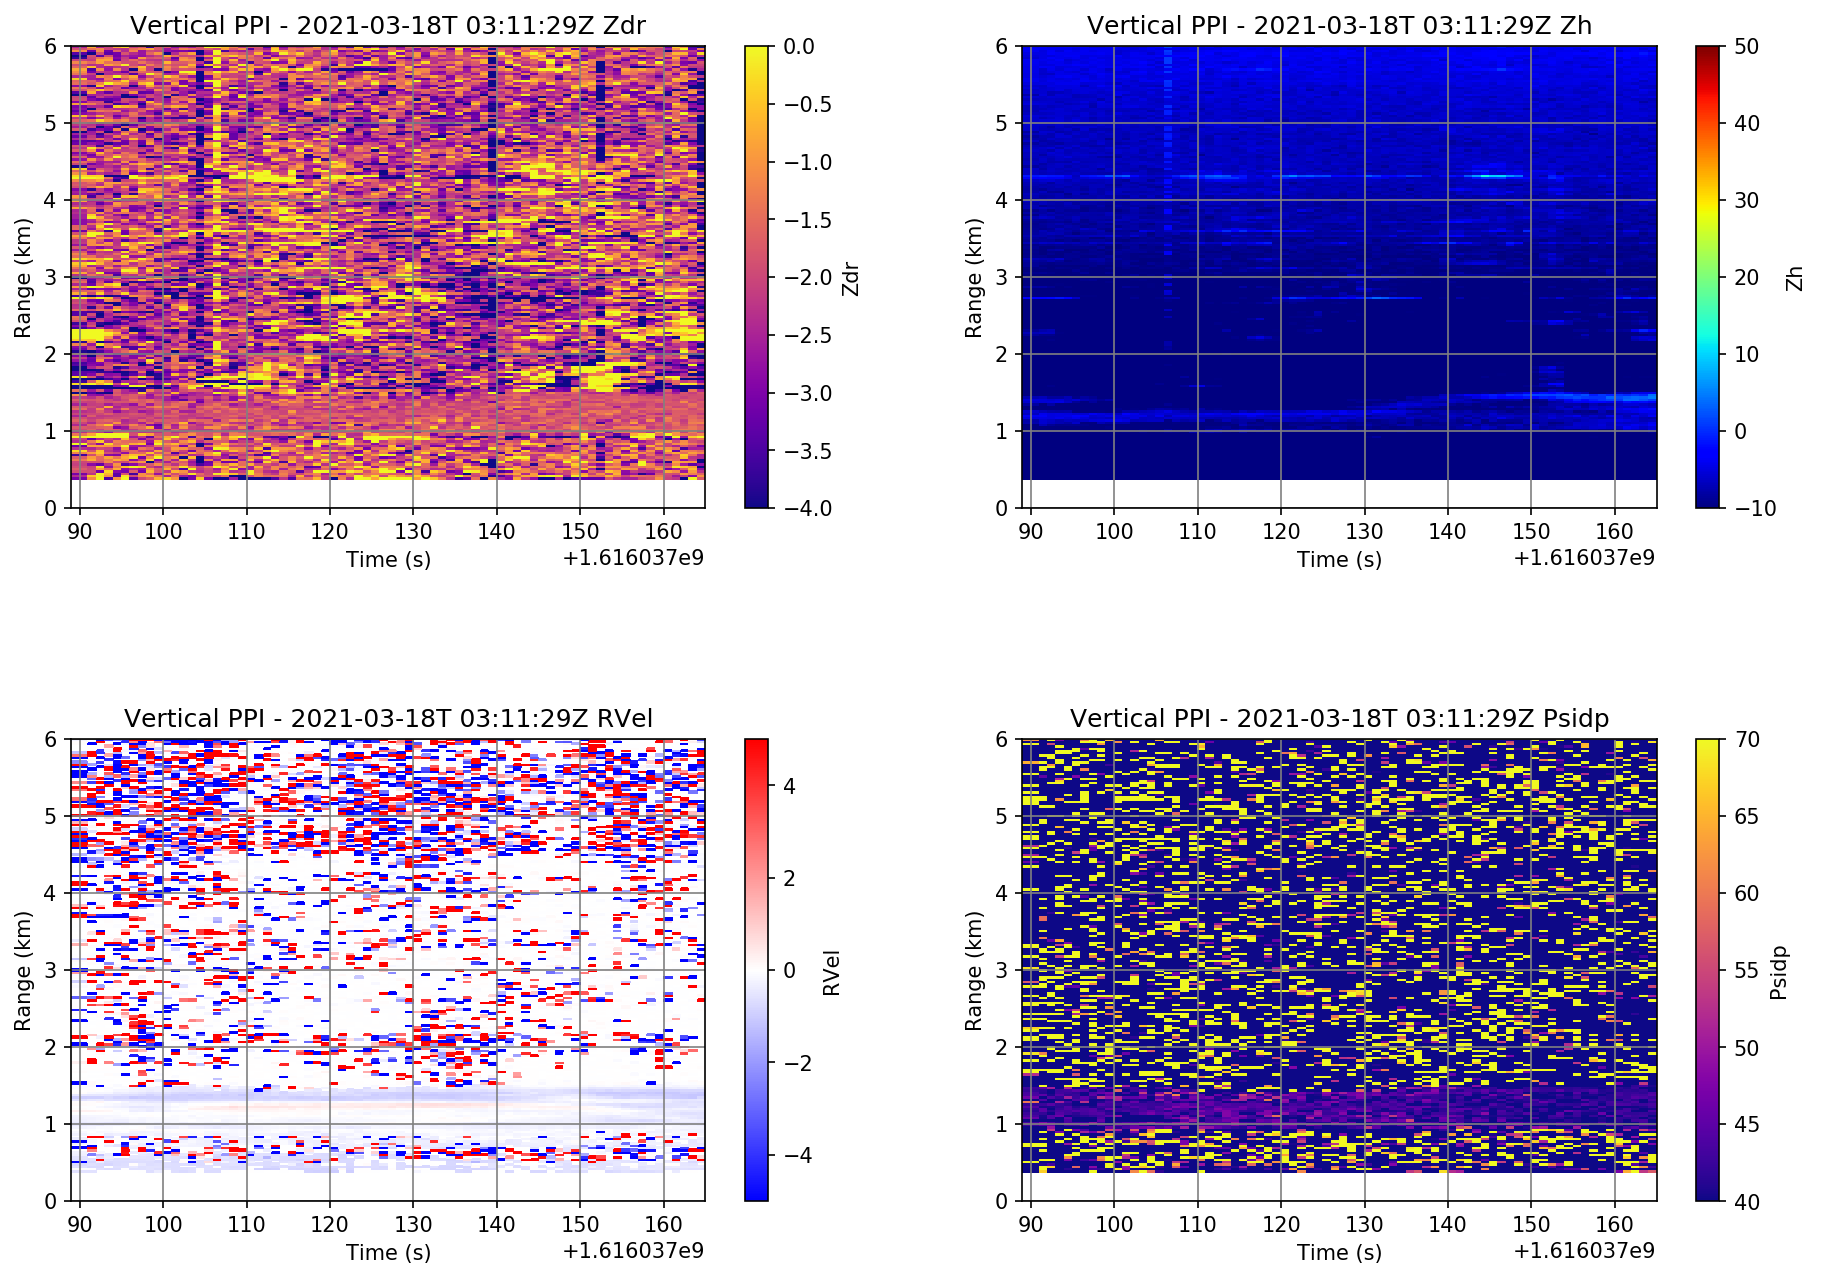 Vertical PPI - 2021-03-18T 03:11:29Z Zdr
6
5
4
3
2
1
0
Range (km)
90 100 110 120 130 140 150 160
Time (s)
+1.616037e9
0.0
−0.5
−1.0
−1.5
−2.0
−2.5
−3.0
−3.5
−4.0
Zdr
Vertical PPI - 2021-03-18T 03:11:29Z Zh
6
5
4
3
2
1
0
Range (km)
90 100 110 120 130 140 150 160
Time (s)
+1.616037e9
50
40
30
20
10
0
−10
Zh
Vertical PPI - 2021-03-18T 03:11:29Z RVel
6
5
4
3
2
1
0
Range (km)
90 100 110 120 130 140 150 160
Time (s)
+1.616037e9
4
2
0
−2
−4
RVel
Vertical PPI - 2021-03-18T 03:11:29Z Psidp
6
5
4
3
2
1
0
Range (km)
90 100 110 120 130 140 150 160
Time (s)
+1.616037e9
70
65
60
55
50
45
40
Psidp